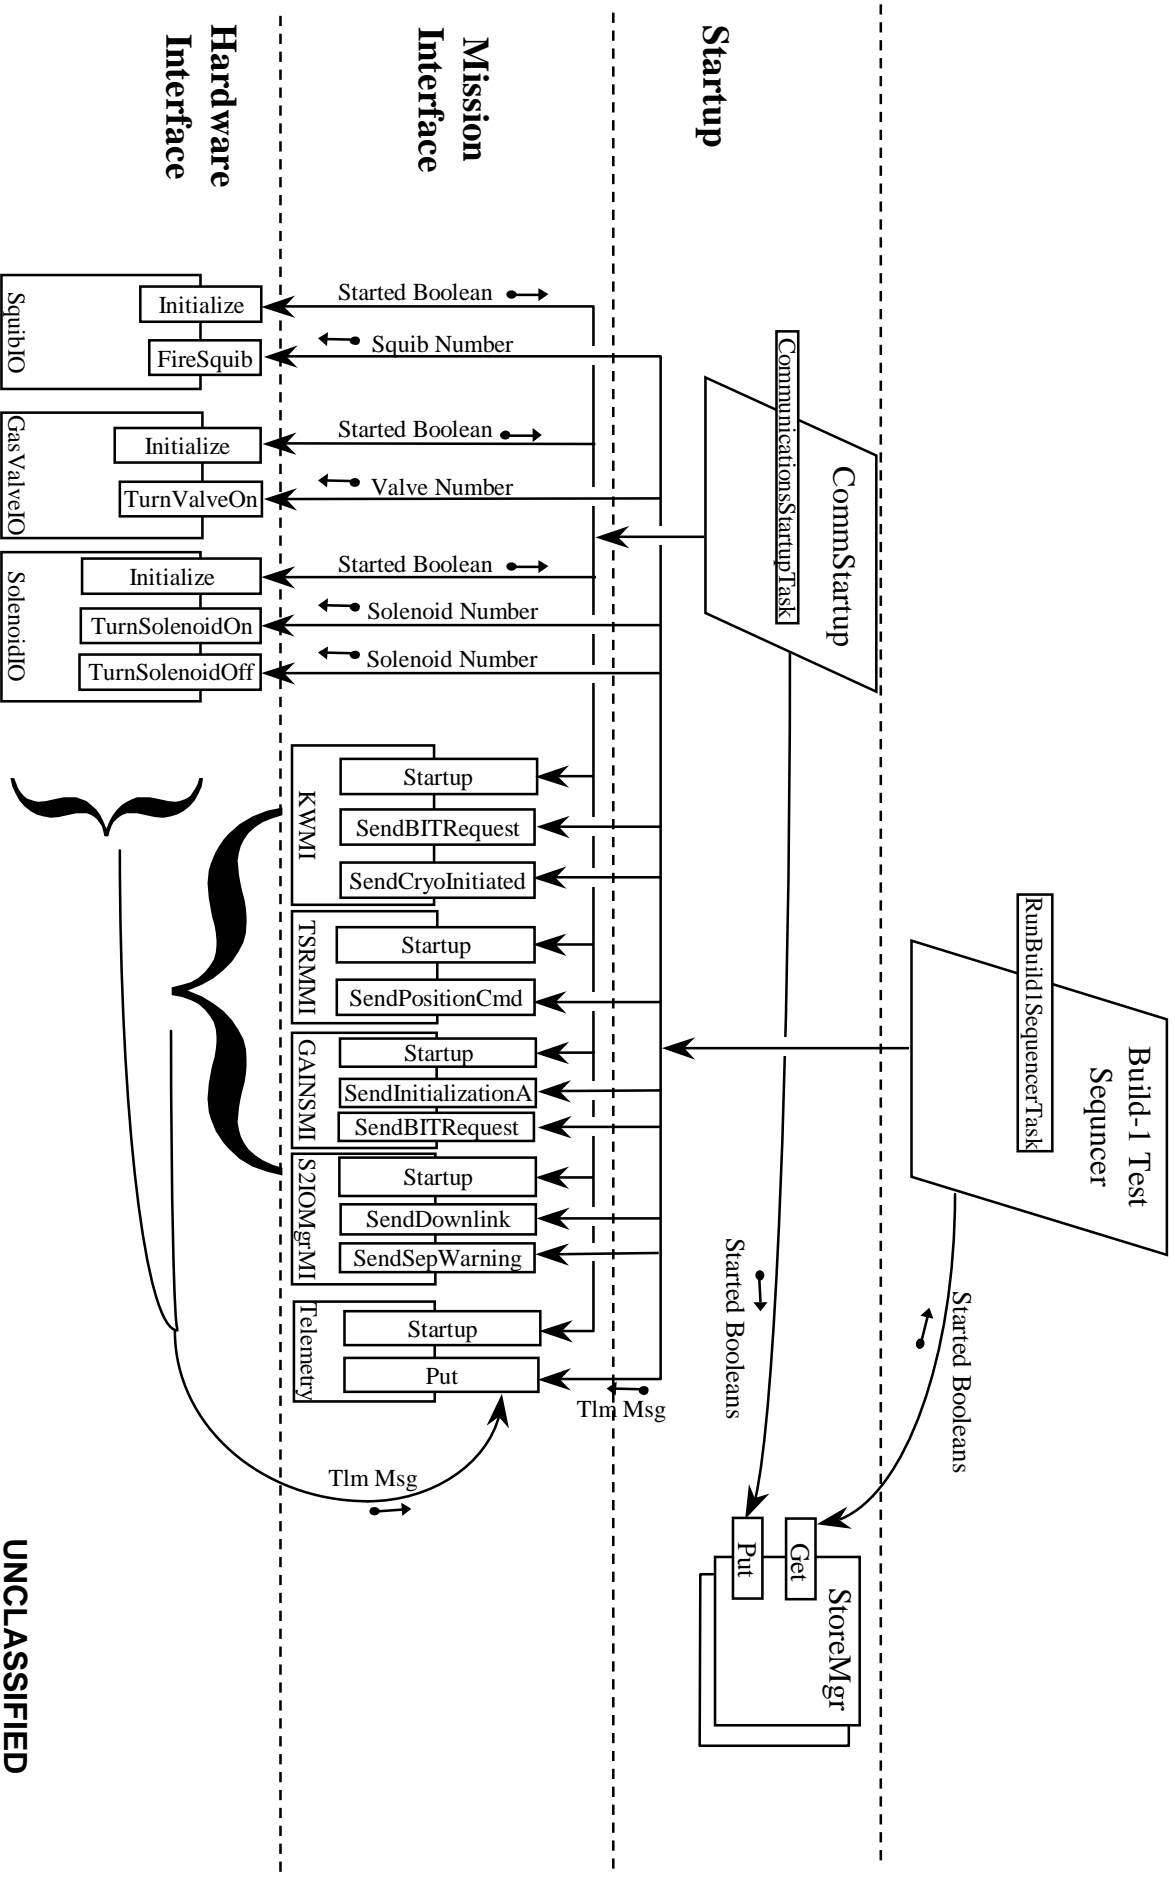 Build-1 Test
Sequncer
RunBuild1SequencerTask
Started Booleans
Startup
CommStartup
CommunicationsStartupTask
Started Booleans
StoreMgr
Get
Put
Mission
Interface
Hardware
Interface
Started Boolean
Squib Number
Started Boolean
Valve Number
Started Boolean
Solenoid Number
Solenoid Number
Initialize
FireSquib
SquibIO
Initialize
TurnValveOn
GasValveIO
Initialize
TurnSolenoidOn
TurnSolenoidOff
SolenoidIO
Startup
SendBITRequest
SendCryoInitiated
KWMI
Startup
SendPositionCmd
TSRMMI
Startup
SendInitializationA
SendBITRequest
GAINSMI
Startup
SendDownlink
SendSepWarning
S2IOMgrMI
Startup
Put
Telemetry
Tlm Msg
Tlm Msg
UNCLASSIFIED